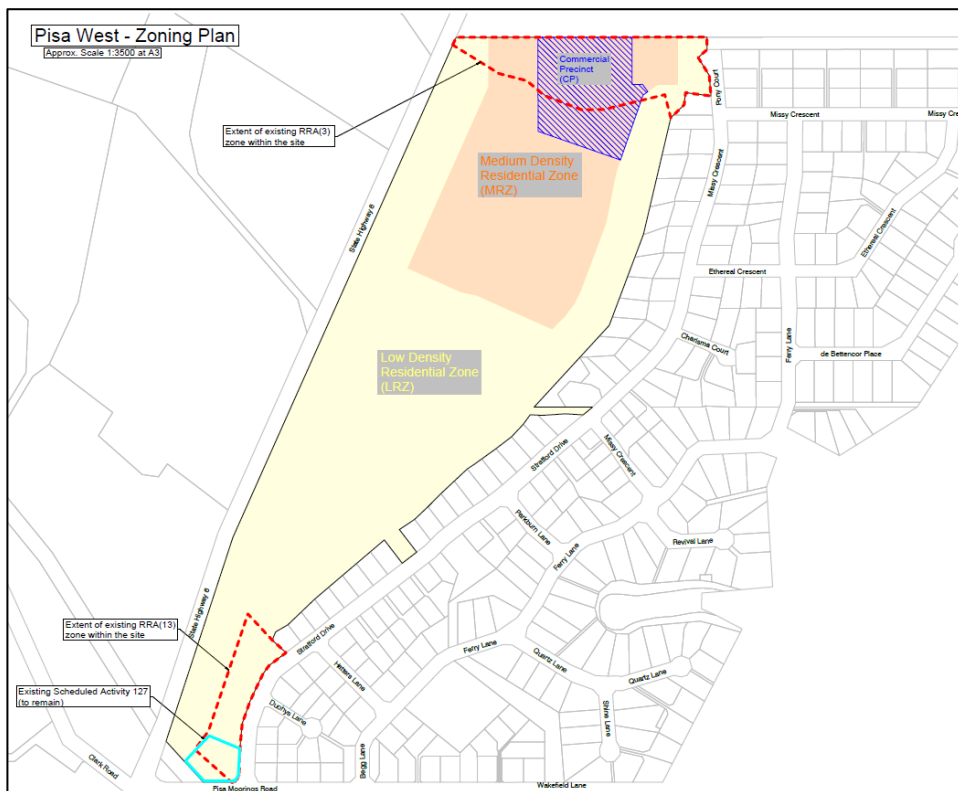 Pisa West - Zoning Plan
Approx. Scale 1:3500 at A3
Commercial
Precinct
(CP)
Pony Court
Missy Crescent
Missy Cre
Extent of existing RRA(3)
zone within the site
Medium Density
Residential Zone
(MRZ)
Missy Crescent
State Highway 6
Ethereal Crescent
Ethereal Crescent
Ferry Lane
Charisma Court
de Bettencor Place
Low Density
Residential Zone
(LRZ)
Stratford Drive
Missy Crescent
Parkburn Lane
Ferry Lane
Revival Lane
State Highway 6
Extent of existing RRA(13)
zone within the site
Stratford Drive
Ferry Lane
Quartz Lane
Quartz Lane
Hatters Lane
Existing Scheduled Activity 127
(to remain)
Duohys Lane
Shine Lane
Begg Lane
Clark Road
Pisa Moorings Road
Wakefield Lane